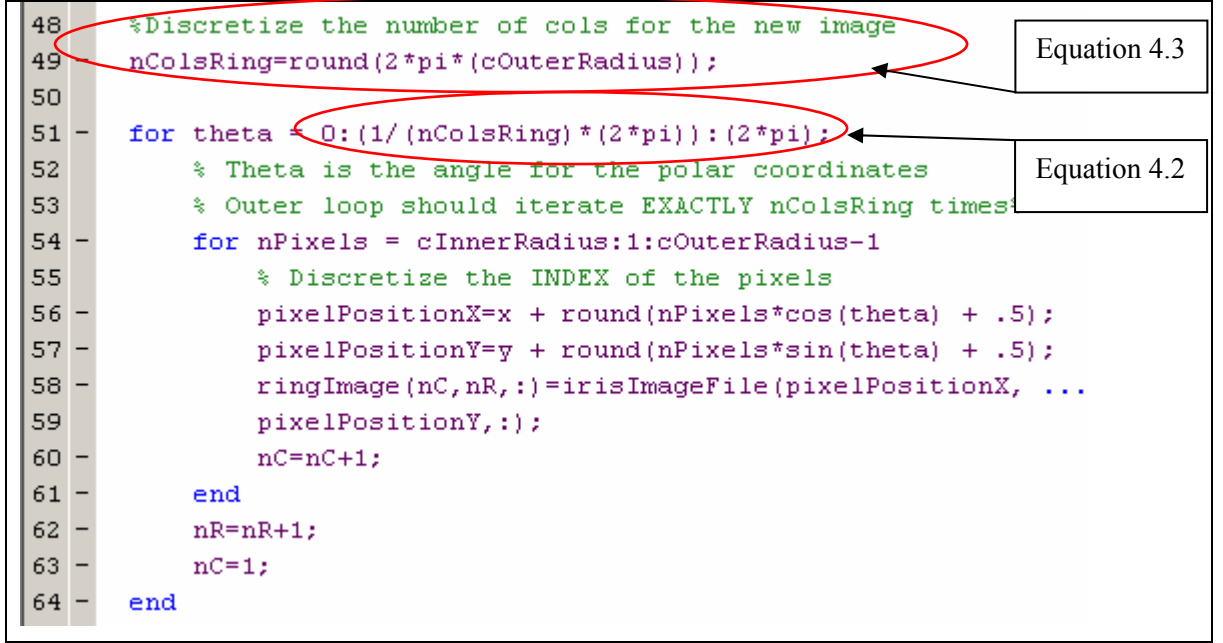 48 %Discretize the number of cols for the new image
49 - nColsRing=round(2*pi*(cOuterRadius));
Equation 4.3
50
51 - for theta = 0:(1/(nColsRing)*(2*pi)):(2*pi);
52 % Theta is the angle for the polar coordinates
Equation 4.2
53 % Outer loop should iterate EXACTLY nColsRing times
54 - for nPixels = cInnerRadius:1:cOuterRadius-1
55 % Discretize the INDEX of the pixels
56 - pixelPositionX=x + round(nPixels*cos(theta) + .5);
57 - pixelPositionY=y + round(nPixels*sin(theta) + .5);
58 - ringImage(nC,nR,:)=irisImageFile(pixelPositionX, ...
59 pixelPositionY,:);
60 - nC=nC+1;
61 - end
62 - nR=nR+1;
63 - nC=1;
64 - end